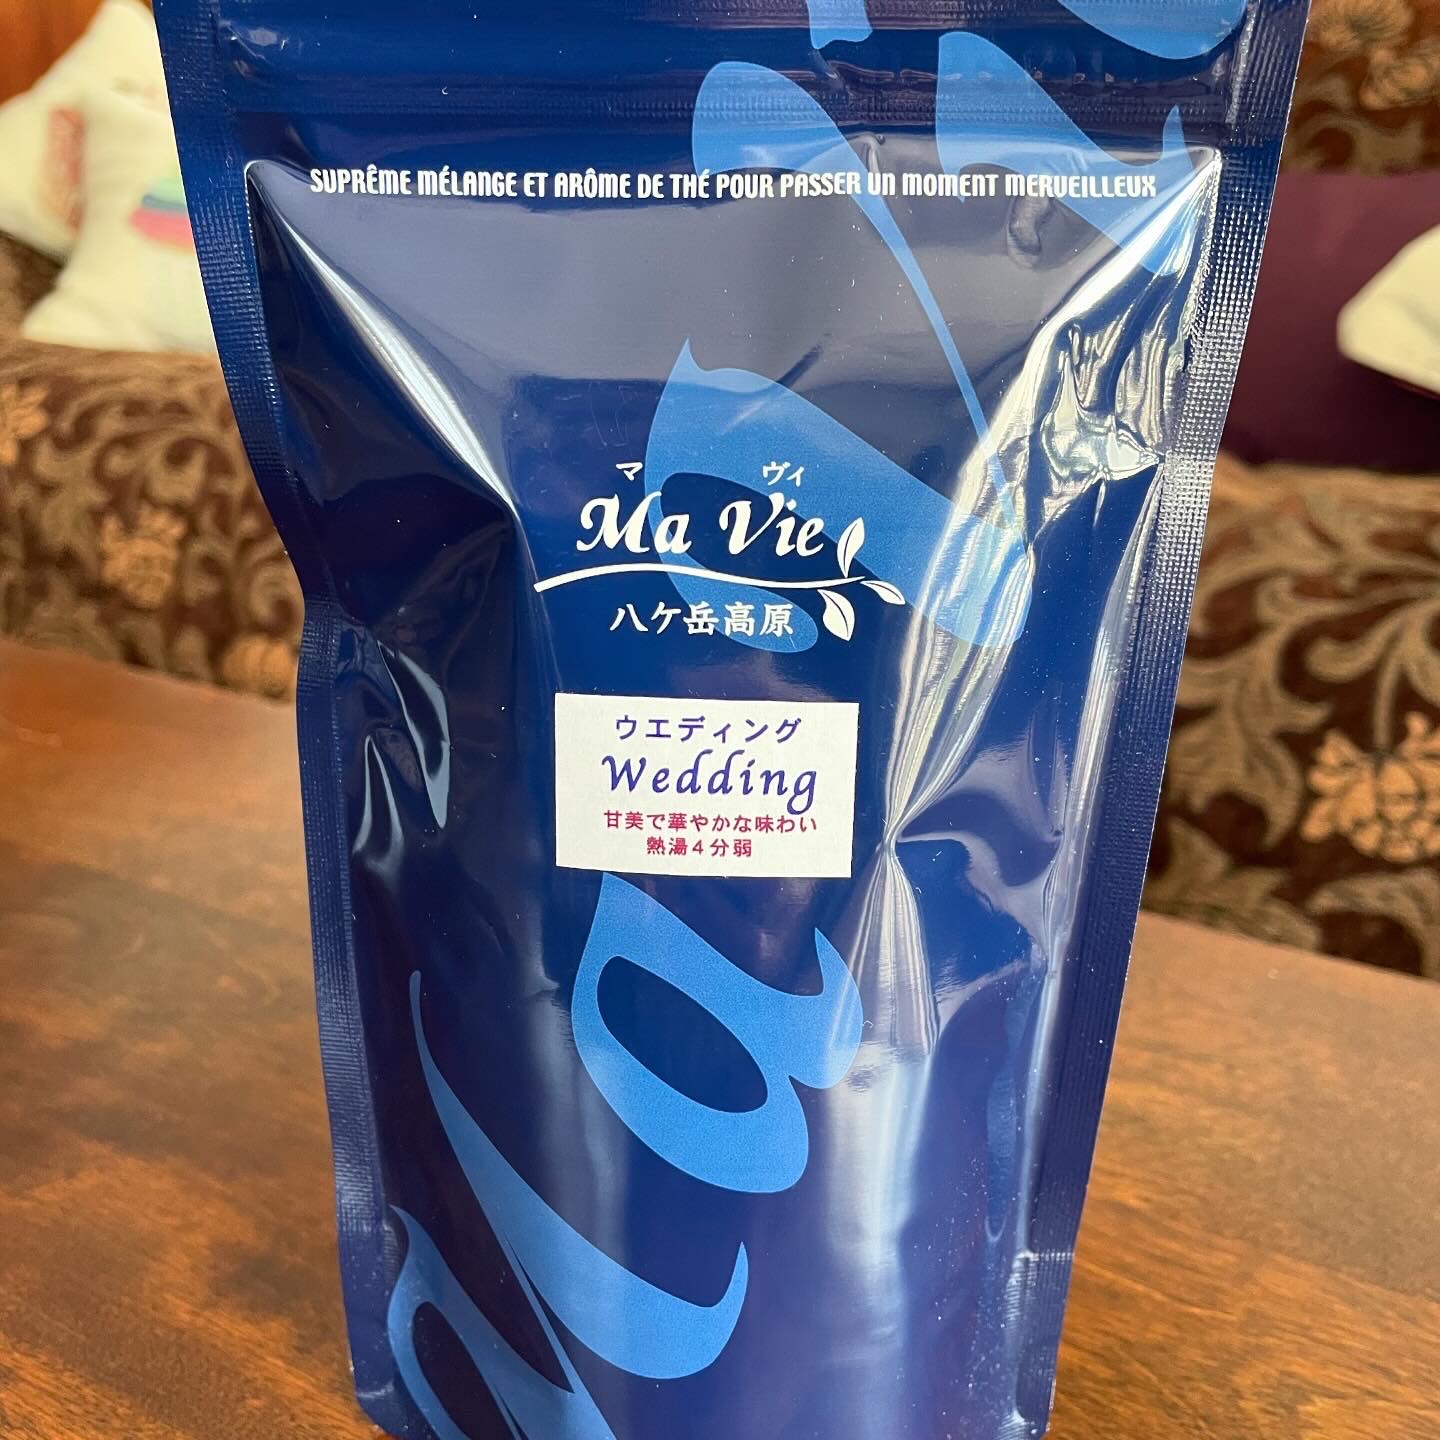 SUPRÊME MÉLANGE ET ARÔME DE THÉ POUR PASSER UN MOMENT MERVEILLEUX
マ ヴィ
Ma Vie
八ケ岳高原
ウエディング
Wedding
甘美で華やかな味わい
熱湯4分弱